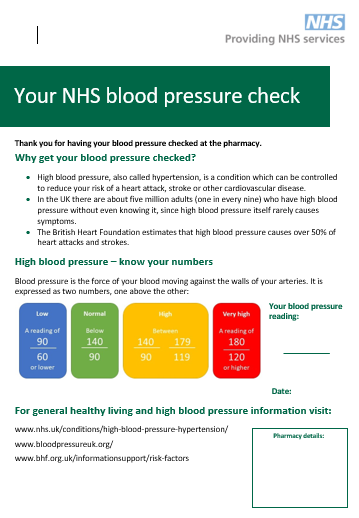 NHS
Providing NHS services
Your NHS blood pressure check
Thank you for having your blood pressure checked at the pharmacy.
Why get your blood pressure checked?
• High blood pressure, also called hypertension, is a condition which can be controlled
to reduce your risk of a heart attack, stroke or other cardiovascular disease.
• In the UK there are about five million adults (one in every nine) who have high blood
pressure without even knowing it, since high blood pressure itself rarely causes
symptoms.
• The British Heart Foundation estimates that high blood pressure causes over 50% of
heart attacks and strokes.
High blood pressure – know your numbers
Blood pressure is the force of your blood moving against the walls of your arteries. It is
expressed as two numbers, one above the other:
Low
A reading of
90
60
or lower
Normal
Below
140
90
High
Between
140 179
90 119
Very high
A reading of
180
120
or higher
Your blood pressure
reading:
Date:
For general healthy living and high blood pressure information visit:
www.nhs.uk/conditions/high-blood-pressure-hypertension/
www.bloodpressureuk.org/
www.bhf.org.uk/informationsupport/risk-factors
Pharmacy details: